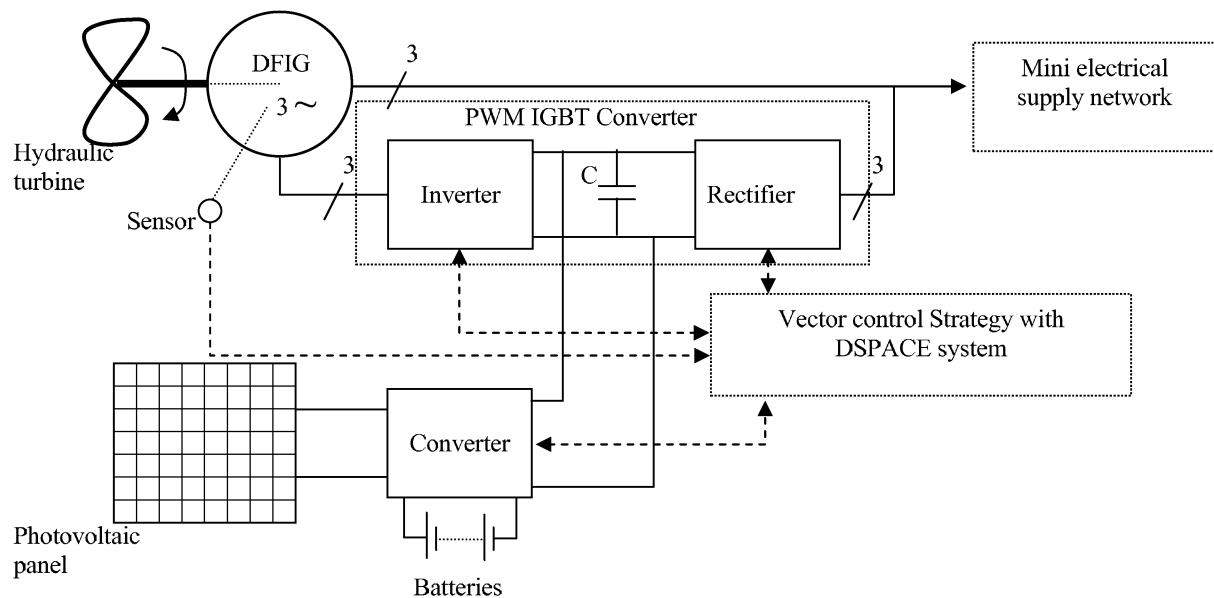 3
DFIG
3 ~
Mini electrical
supply network
PWM IGBT Converter
Hydraulic
turbine
3
Inverter
C
Rectifier
3
Sensor
Vector control Strategy with
DSPACE system
Converter
Photovoltaic
panel
Batteries